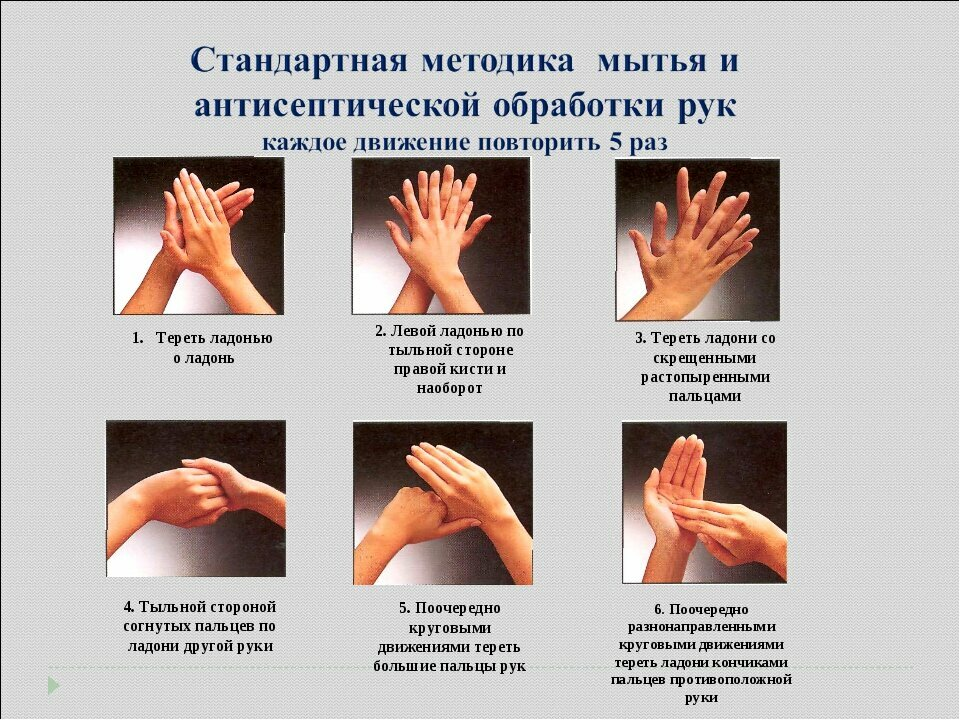 Стандартная методика мытья и
антисептической обработки рук
каждое движение повторить 5 раз
1. Тереть ладонью
о ладонь
2. Левой ладонью по
тыльной стороне
правой кисти и
наоборот
3. Тереть ладони со
скрещенными
растопыренными
пальцами
4. Тыльной стороной
согнутых пальцев по
ладони другой руки
5. Поочередно
круговыми
движениями тереть
большие пальцы рук
6. Поочередно
разнонаправленными
круговыми движениями
тереть ладони кончиками
пальцев противоположной
руки